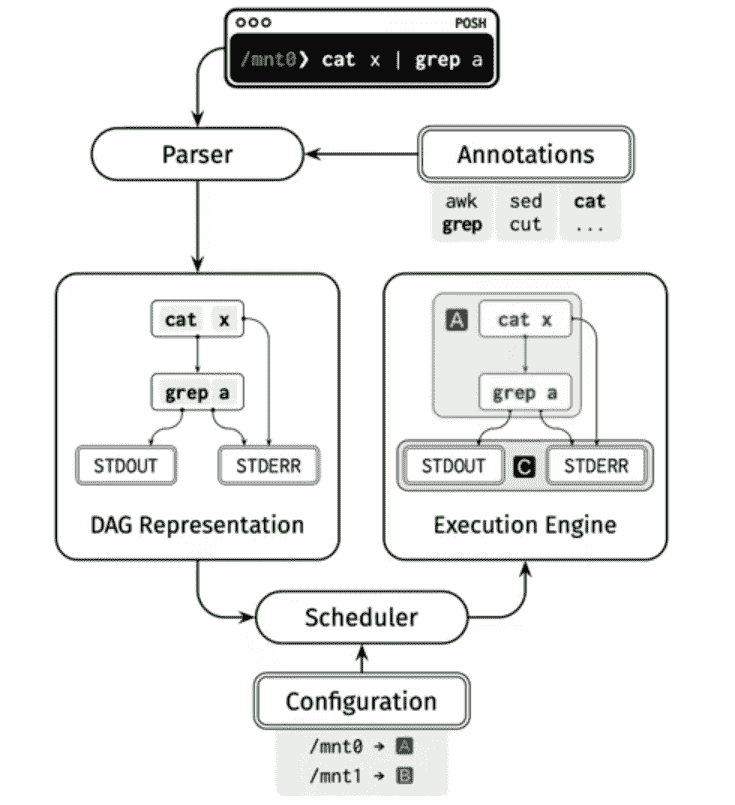 POSH
/mnt0❯ cat x | grep a
Parser
Annotations
awk sed cat
grep cut ...
cat x
grep a
STDOUT STDERR
DAG Representation
A cat x
grep a
STDOUT C STDERR
Execution Engine
Scheduler
Configuration
/mnt0 → A
/mnt1 → B